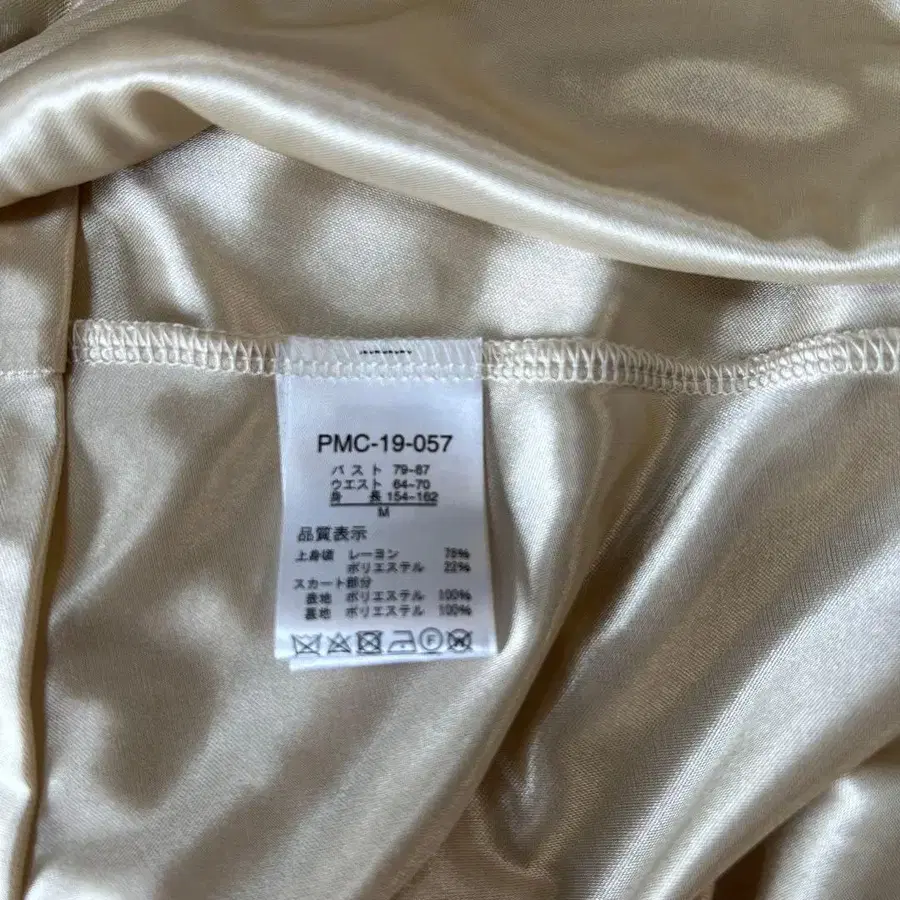 PMC-19-057
バスト 79-87
ウエスト 64-70
身 長 154-162
M
品質表示
上身頃 レーヨン 78%
ポリエステル 22%
スカート部分
表地 ポリエステル 100%
裏地 ポリエステル 100%